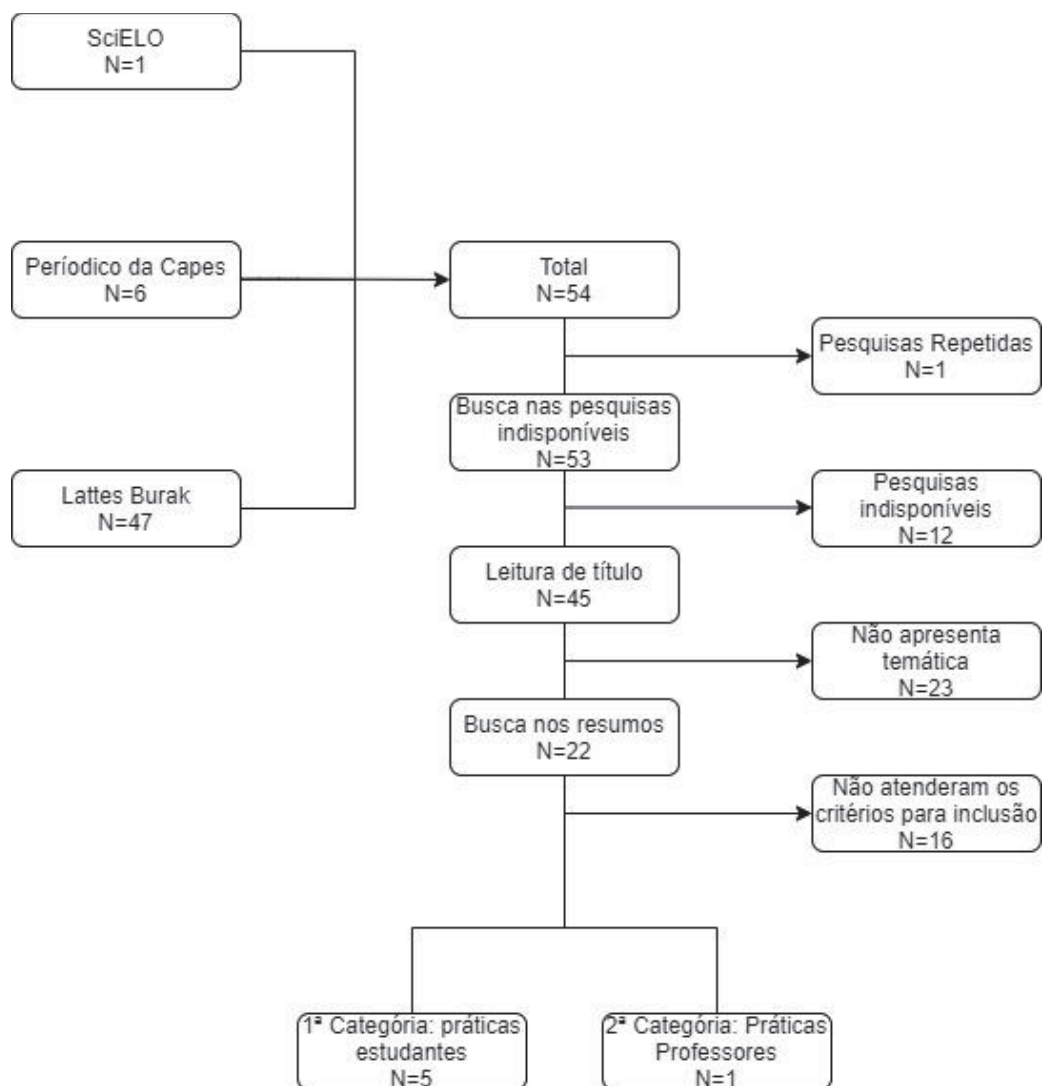 SciELO
N=1
Período da Capes
N=6
Lattes Burak
N=47
Total
N=54
Pesquisas Repetidas
N=1
Busca nas pesquisas
indisponíveis
N=53
Pesquisas
indisponíveis
N=12
Leitura de título
N=45
Não apresenta
temática
N=23
Busca nos resumos
N=22
Não atenderam os
critérios para inclusão
N=16
1ª Categória: práticas
estudantes
N=5
2ª Categória: Práticas
Professores
N=1